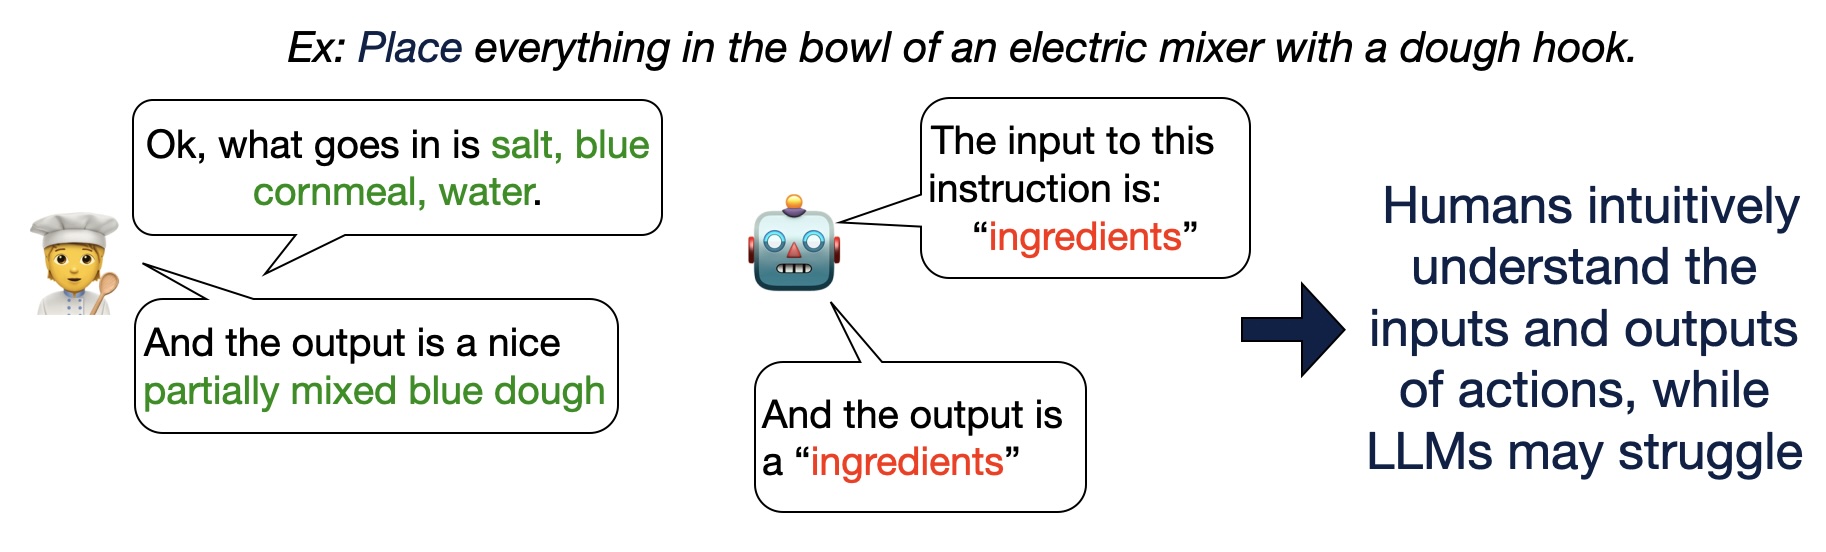 Ex: Place everything in the bowl of an electric mixer with a dough hook.
Ok, what goes in is salt, blue
cornmeal, water.
And the output is a nice
partially mixed blue dough
The input to this
instruction is:
“ingredients”
And the output is
a “ingredients”
Humans intuitively
understand the
inputs and outputs
of actions, while
LLMs may struggle